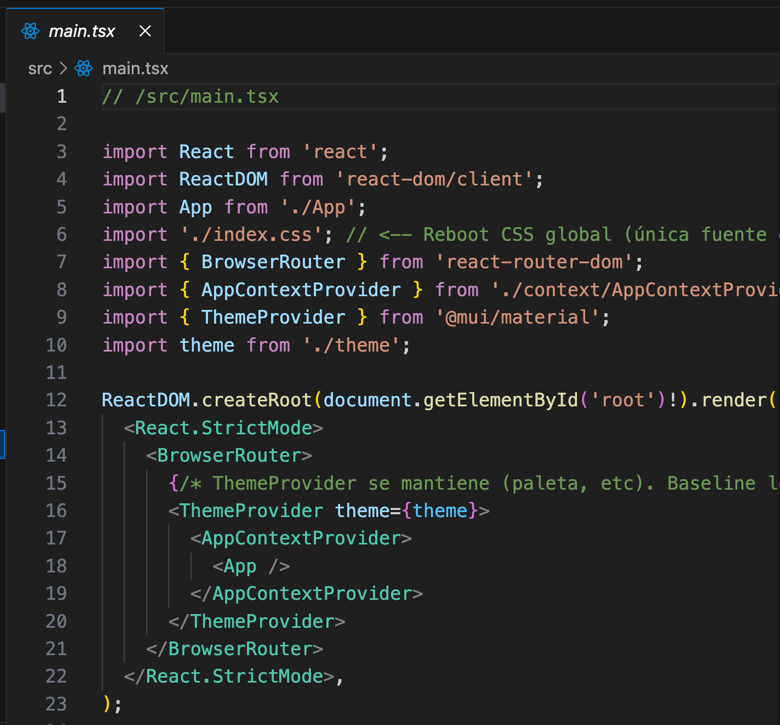 main.tsx
src > main.tsx
1 // /src/main.tsx
2
3 import React from 'react';
4 import ReactDOM from 'react-dom/client';
5 import App from './App';
6 import './index.css'; // <-- Reboot CSS global (única fuente
7 import { BrowserRouter } from 'react-router-dom';
8 import { AppContextProvider } from './context/AppContextProvi
9 import { ThemeProvider } from '@mui/material';
10 import theme from './theme';
11
12 ReactDOM.createRoot(document.getElementById('root')!).render(
13 <React.StrictMode>
14 <BrowserRouter>
15 {/* ThemeProvider se mantiene (paleta, etc). Baseline l
16 <ThemeProvider theme={theme}>
17 <AppContextProvider>
18 <App />
19 </AppContextProvider>
20 </ThemeProvider>
21 </BrowserRouter>
22 </React.StrictMode>,
23 );